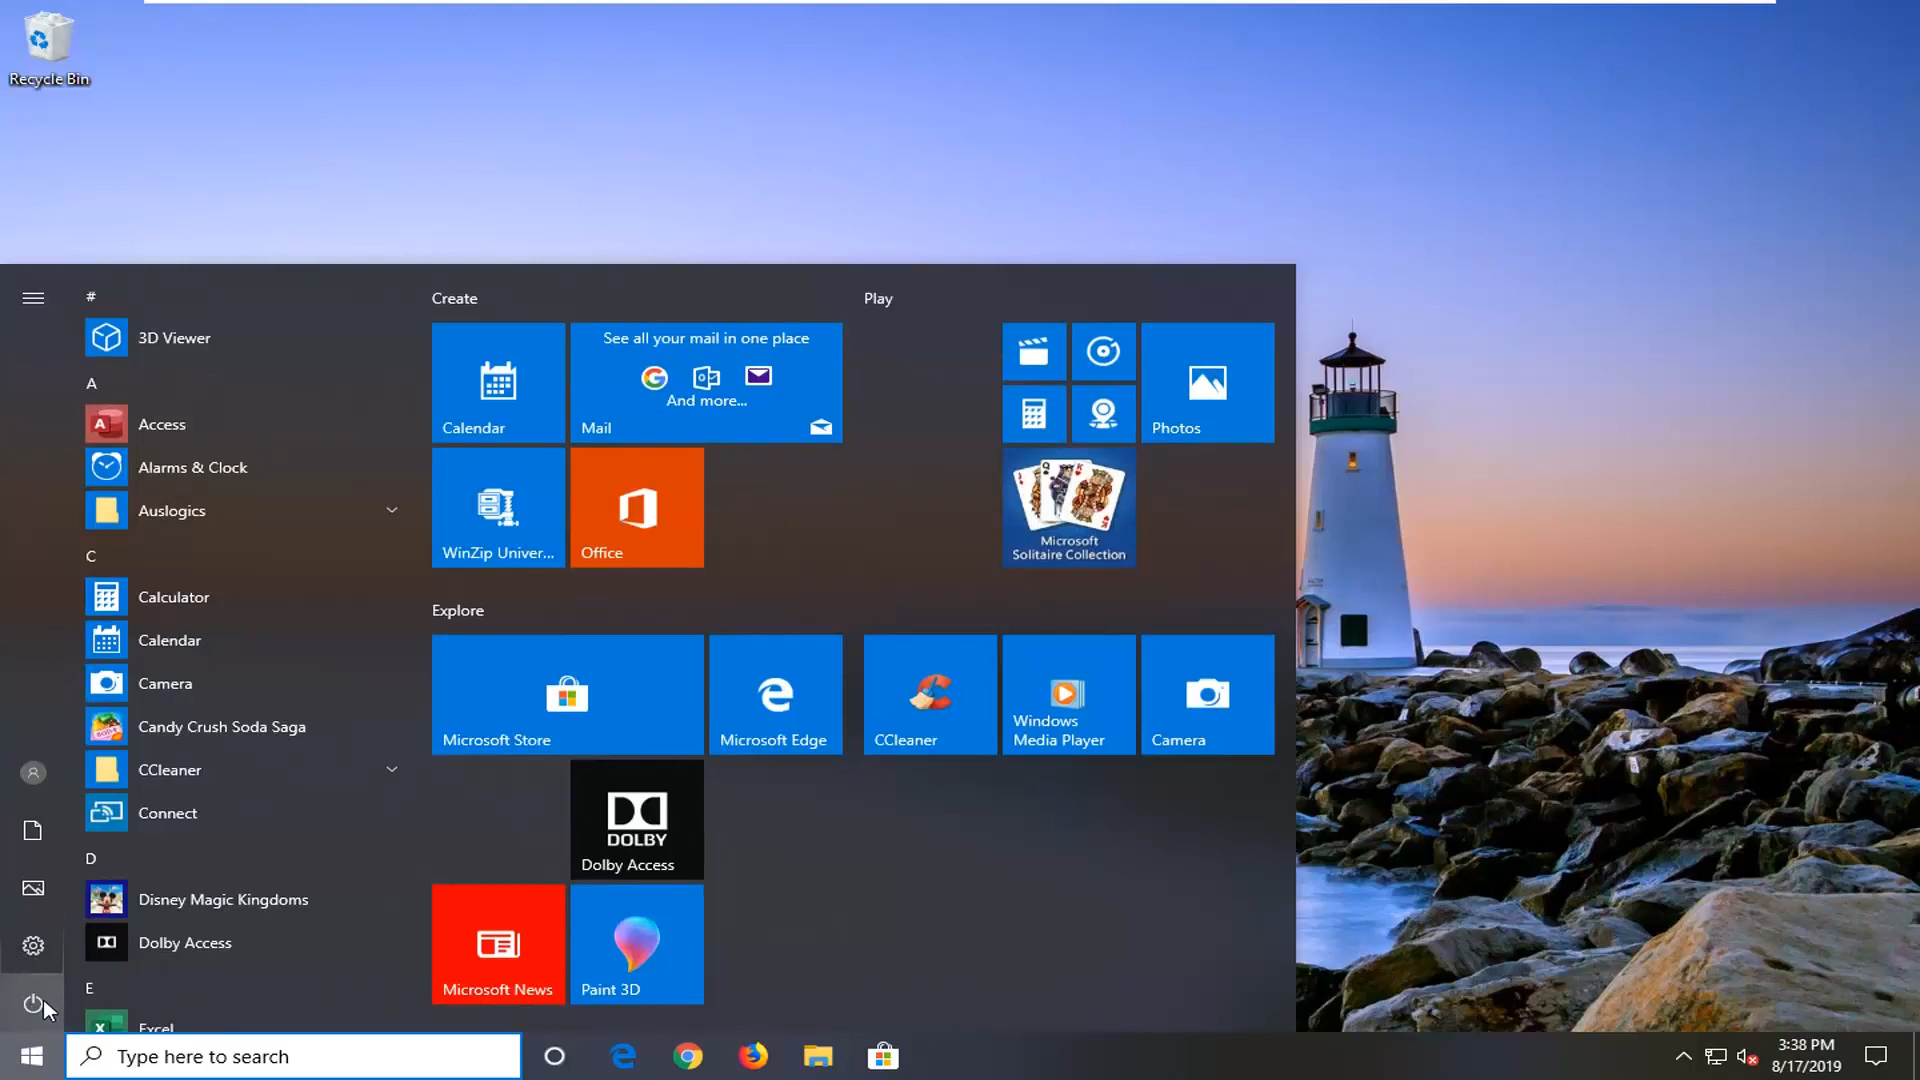 Recycle Bin
#
3D Viewer
A
Access
Alarms & Clock
Auslogics
C
Calculator
Calendar
Camera
Candy Crush Soda Saga
CCleaner
Connect
D
Disney Magic Kingdoms
Dolby Access
E
Excel
Create
Calendar
See all your mail in one place
And more...
Mail
WinZip Univer...
Office
Explore
Microsoft Store
Microsoft Edge
DOLBY
Dolby Access
Microsoft News
Paint 3D
Play
Photos
Microsoft
Solitaire Collection
CCleaner
Windows
Media Player
Camera
Type here to search
3:38 PM
8/17/2019